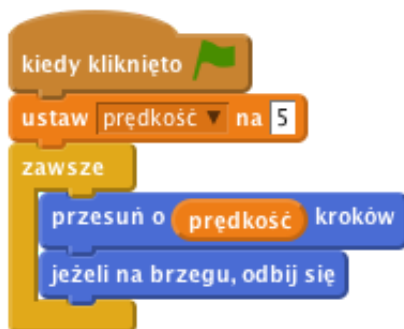 kiedy kliknięto
ustaw prędkość na 5
zawsze
przesuń o prędkość kroków
jeżeli na brzegu, odbij się